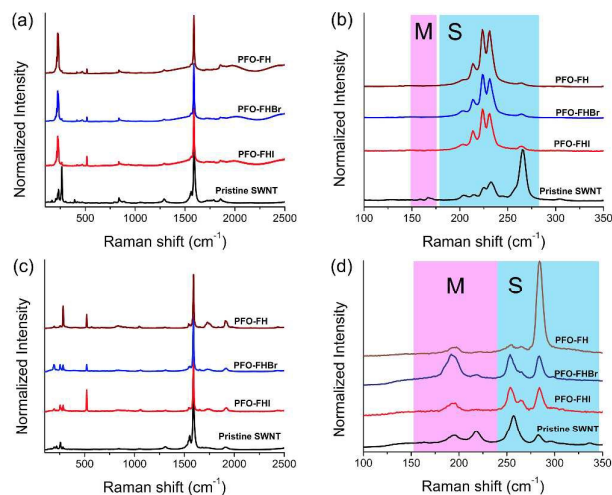 (a)
PFO-FH
PFO-FHBr
PFO-FHI
Pristine SWNT
Normalized Intensity
500 1000 1500 2000 2500
Raman shift (cm-1)
(b)
M S
PFO-FH
PFO-FHBr
PFO-FHI
Pristine SWNT
Normalized Intensity
100 150 200 250 300 350
Raman shift (cm-1)
(c)
PFO-FH
PFO-FHBr
PFO-FHI
Pristine SWNT
Normalized Intensity
500 1000 1500 2000 2500
Raman shift (cm-1)
(d)
M S
PFO-FH
PFO-FHBr
PFO-FHI
Pristine SWNT
Normalized Intensity
100 150 200 250 300 350
Raman shift (cm-1)